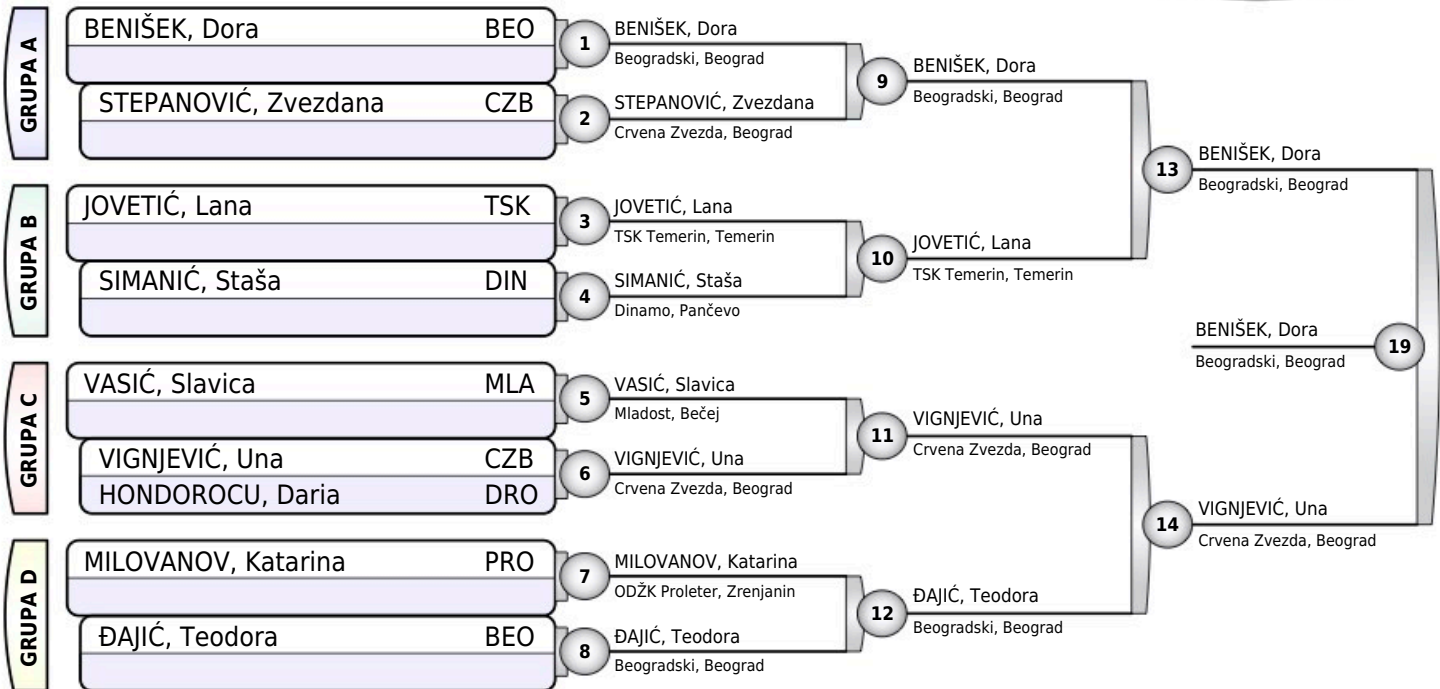 GRUPA A
BENIŠEK, Dora BEO
STEPANOVIĆ, Zvezdana CZB
GRUPA B
JOVETIĆ, Lana TSK
SIMANIĆ, Staša DIN
GRUPA C
VASIĆ, Slavica MLA
VIGNJEVIĆ, Una CZB
HONDOROCU, Daria DRO
GRUPA D
MILOVANOV, Katarina PRO
ĐAJIĆ, Teodora BEO
1
BENIŠEK, Dora
Beogradski, Beograd
2
STEPANOVIĆ, Zvezdana
Crvena Zvezda, Beograd
3
JOVETIĆ, Lana
TSK Temerin, Temerin
4
SIMANIĆ, Staša
Dinamo, Pančevo
5
VASIĆ, Slavica
Mladost, Bečej
6
VIGNJEVIĆ, Una
Crvena Zvezda, Beograd
7
MILOVANOV, Katarina
ODŽK Proleter, Zrenjanin
8
ĐAJIĆ, Teodora
Beogradski, Beograd
9
BENIŠEK, Dora
Beogradski, Beograd
10
JOVETIĆ, Lana
TSK Temerin, Temerin
11
VIGNJEVIĆ, Una
Crvena Zvezda, Beograd
12
ĐAJIĆ, Teodora
Beogradski, Beograd
13
BENIŠEK, Dora
Beogradski, Beograd
14
VIGNJEVIĆ, Una
Crvena Zvezda, Beograd
BENIŠEK, Dora
Beogradski, Beograd
19